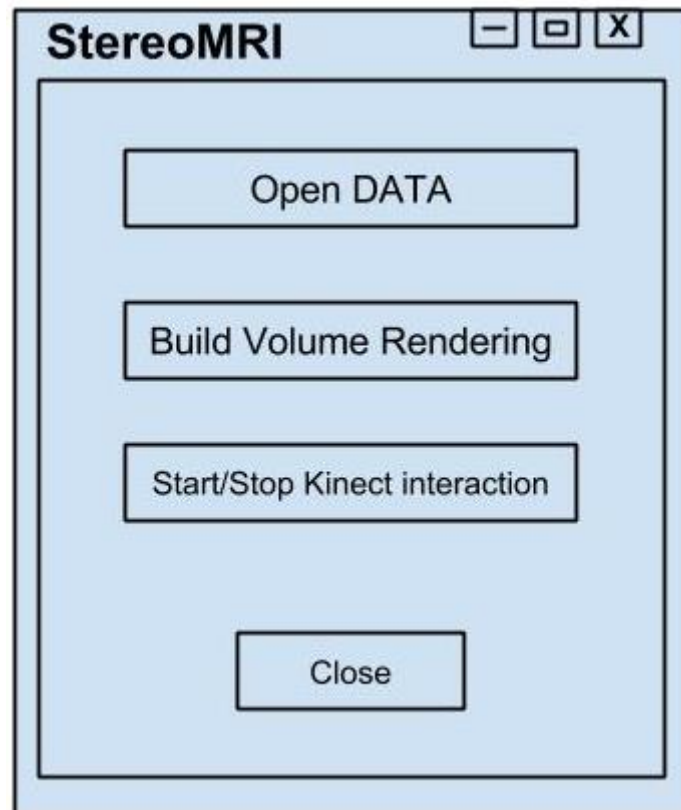 StereoMRI
X
Open DATA
Build Volume Rendering
Start/Stop Kinect interaction
Close